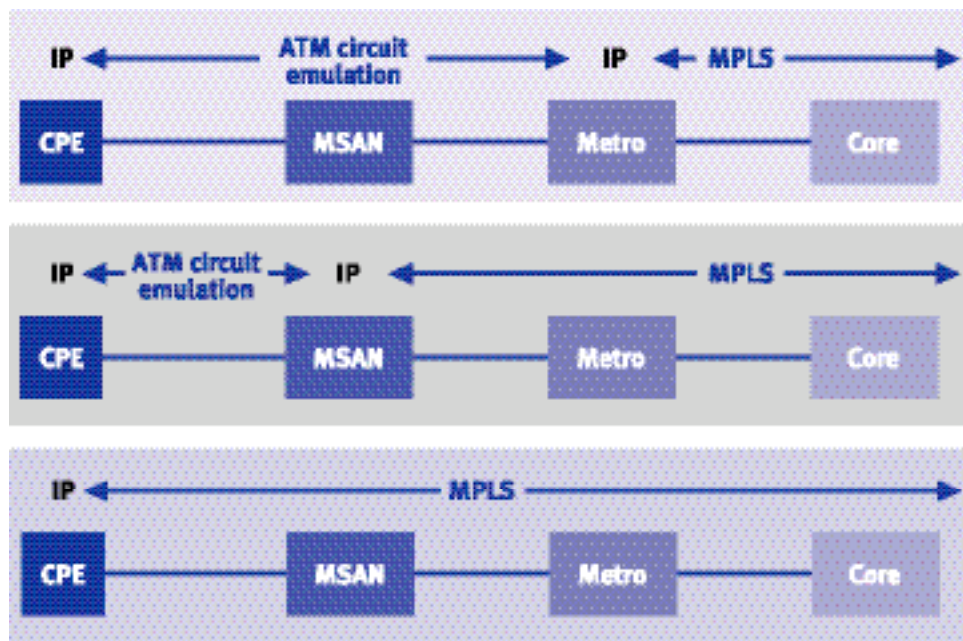 IP ATM circuit emulation IP MPLS
CPE MSAN Metro Core
IP ATM circuit emulation IP MPLS
CPE MSAN Metro Core
IP MPLS
CPE MSAN Metro Core